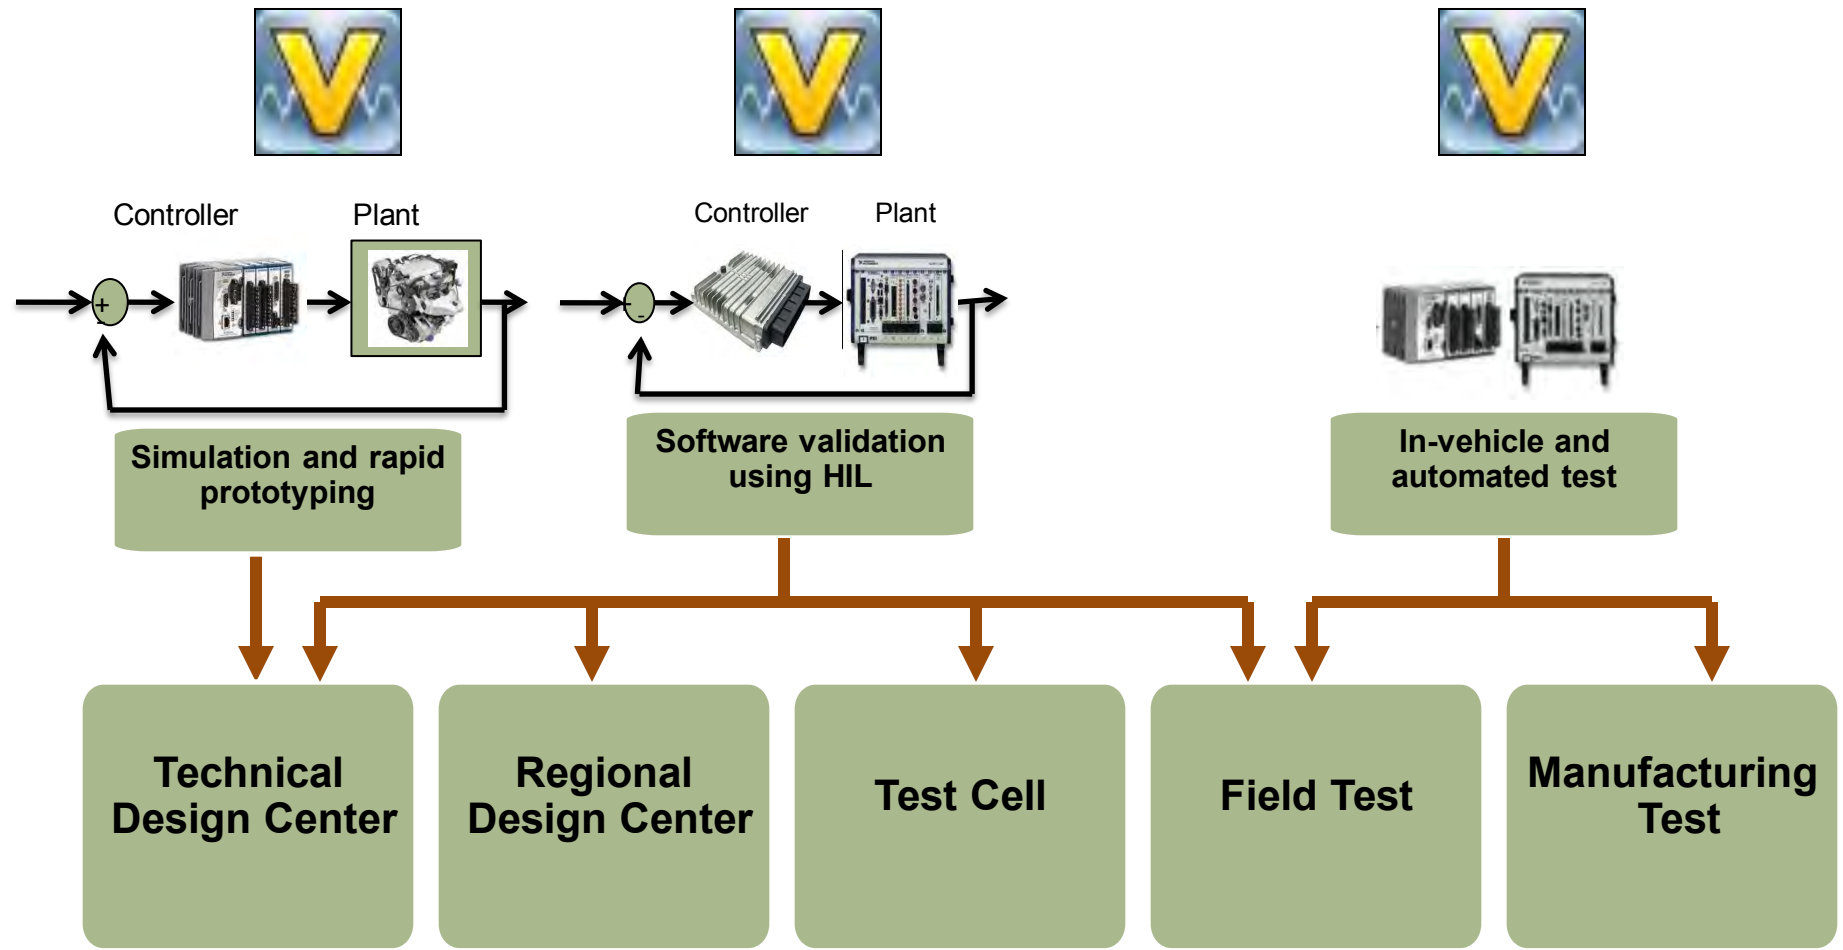 V
V
V
Controller
Plant
Controller
Plant
+
-
+
-
Simulation and rapid
prototyping
Software validation
using HIL
In-vehicle and
automated test
Technical
Design Center
Regional
Design Center
Test Cell
Field Test
Manufacturing
Test